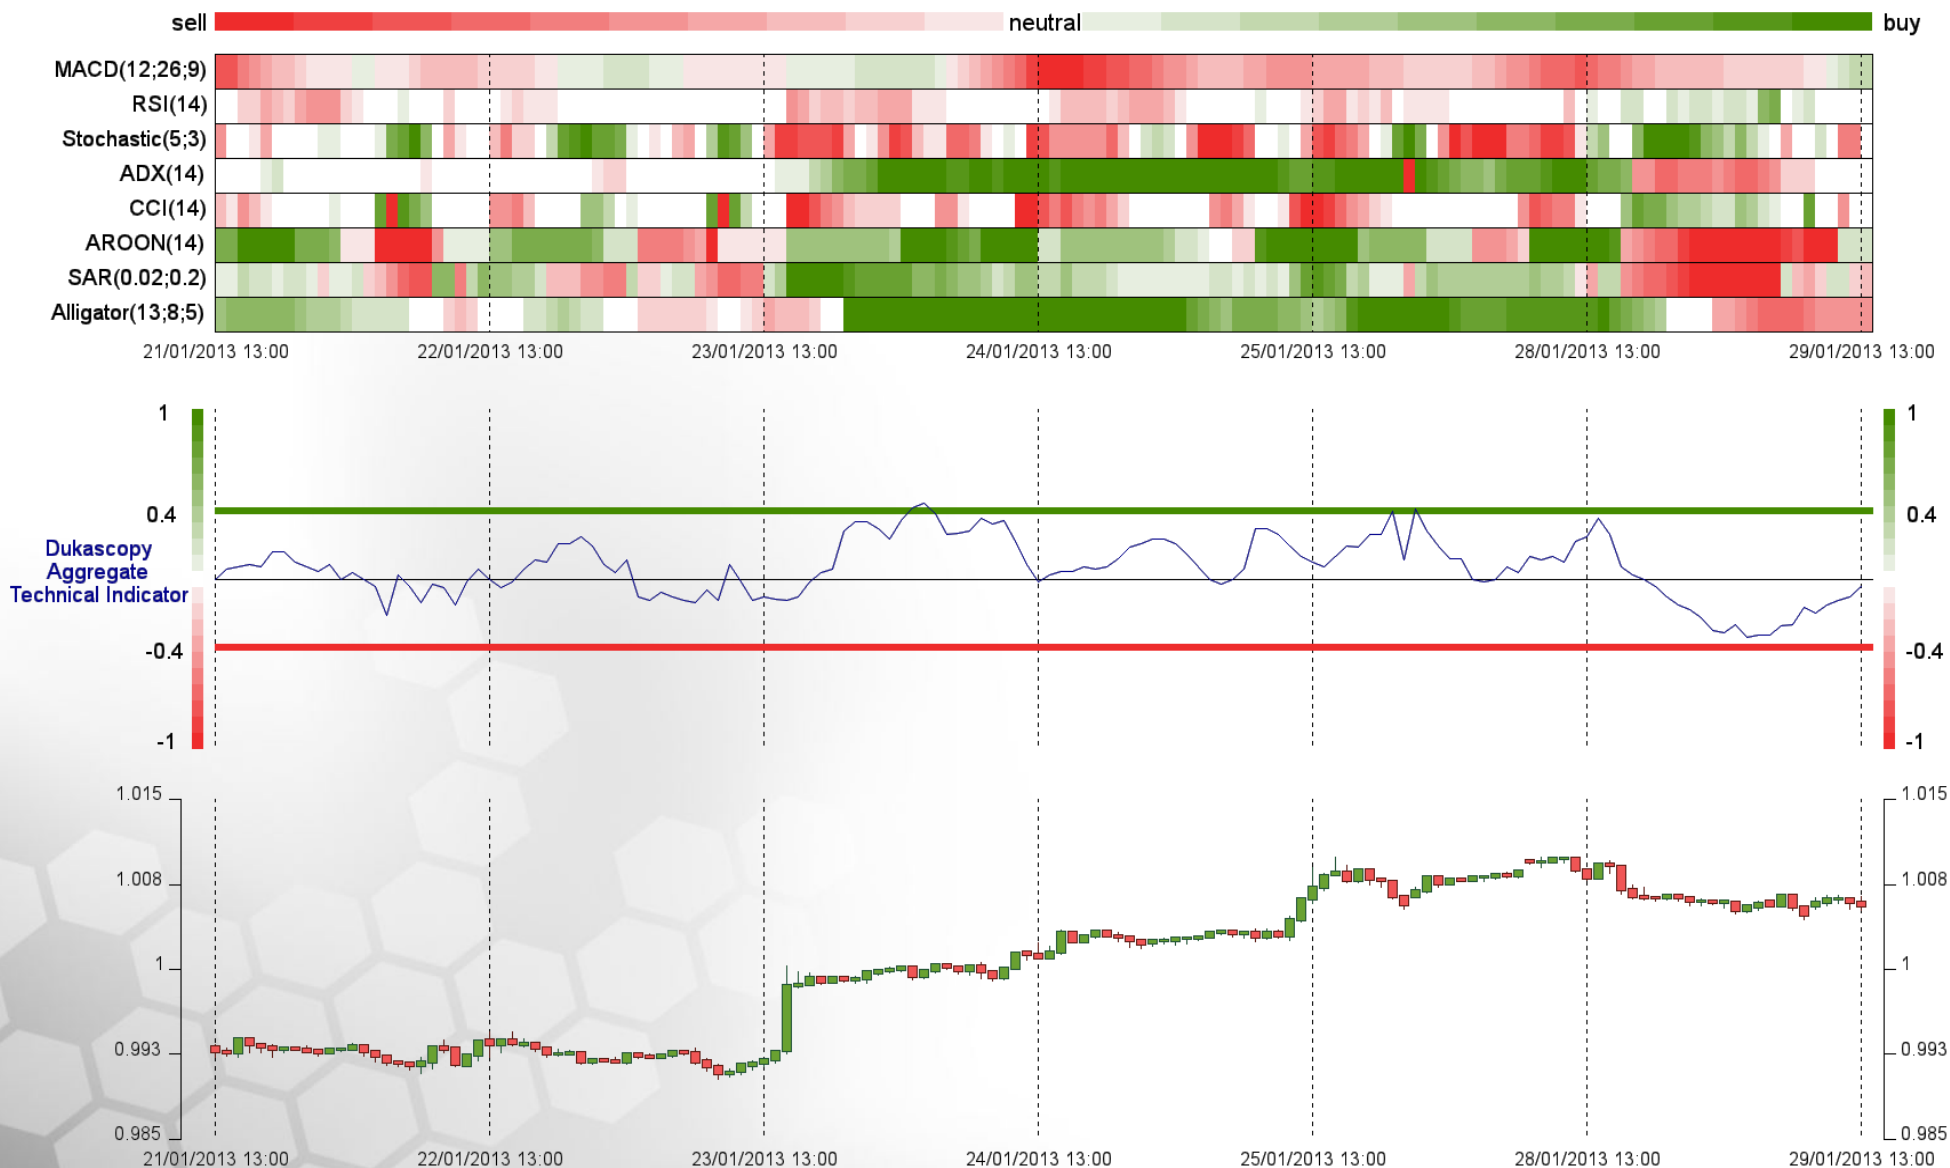 sell neutral buy
MACD(12;26;9)
RSI(14)
Stochastic(5;3)
ADX(14)
CCI(14)
AROON(14)
SAR(0.02;0.2)
Alligator(13;8;5)
21/01/2013 13:00 22/01/2013 13:00 23/01/2013 13:00 24/01/2013 13:00 25/01/2013 13:00 28/01/2013 13:00 29/01/2013 13:00
1 1
0.4 0.4
Dukascopy
Aggregate
Technical Indicator
-0.4 -0.4
-1 -1
1.015 1.015
1.008 1.008
1 1
0.993 0.993
0.985 0.985
21/01/2013 13:00 22/01/2013 13:00 23/01/2013 13:00 24/01/2013 13:00 25/01/2013 13:00 28/01/2013 13:00 29/01/2013 13:00